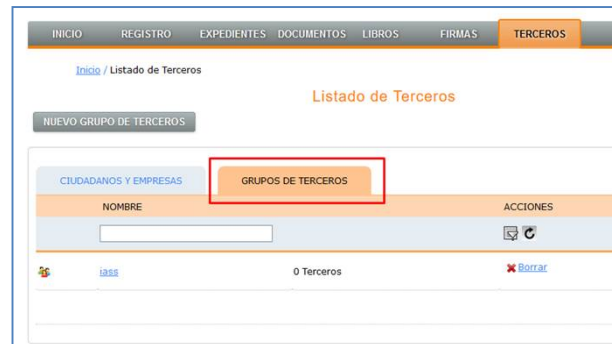 INICIO REGISTRO EXPEDIENTES DOCUMENTOS LIBROS FIRMAS TERCEROS
Inicio / Listado de Terceros
Listado de Terceros
NUEVO GRUPO DE TERCEROS
CIUDADANOS Y EMPRESAS GRUPOS DE TERCEROS
NOMBRE ACCIONES
iass 0 Terceros Borrar